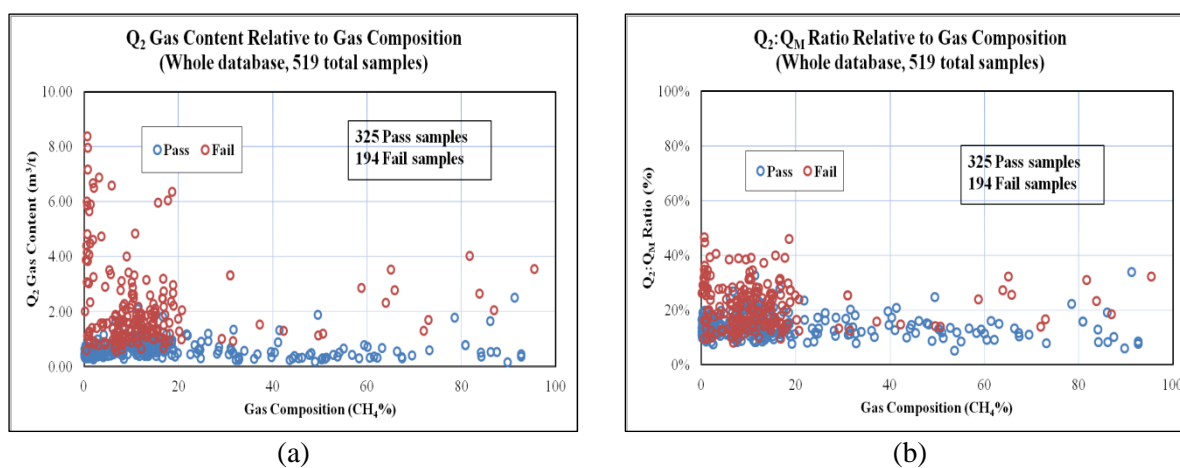 Q₂ Gas Content Relative to Gas Composition
(Whole database, 519 total samples)
10.00
8.00
6.00
4.00
2.00
0.00
Q₂ Gas Content (m³/t)
Pass Fail
325 Pass samples
194 Fail samples
0 20 40 60 80 100
Gas Composition (CH₄%)
(a)
Q₂:Q_M Ratio Relative to Gas Composition
(Whole database, 519 total samples)
100%
80%
60%
40%
20%
0%
Q₂:Q_M Ratio (%)
Pass Fail
325 Pass samples
194 Fail samples
0 20 40 60 80 100
Gas Composition (CH₄%)
(b)